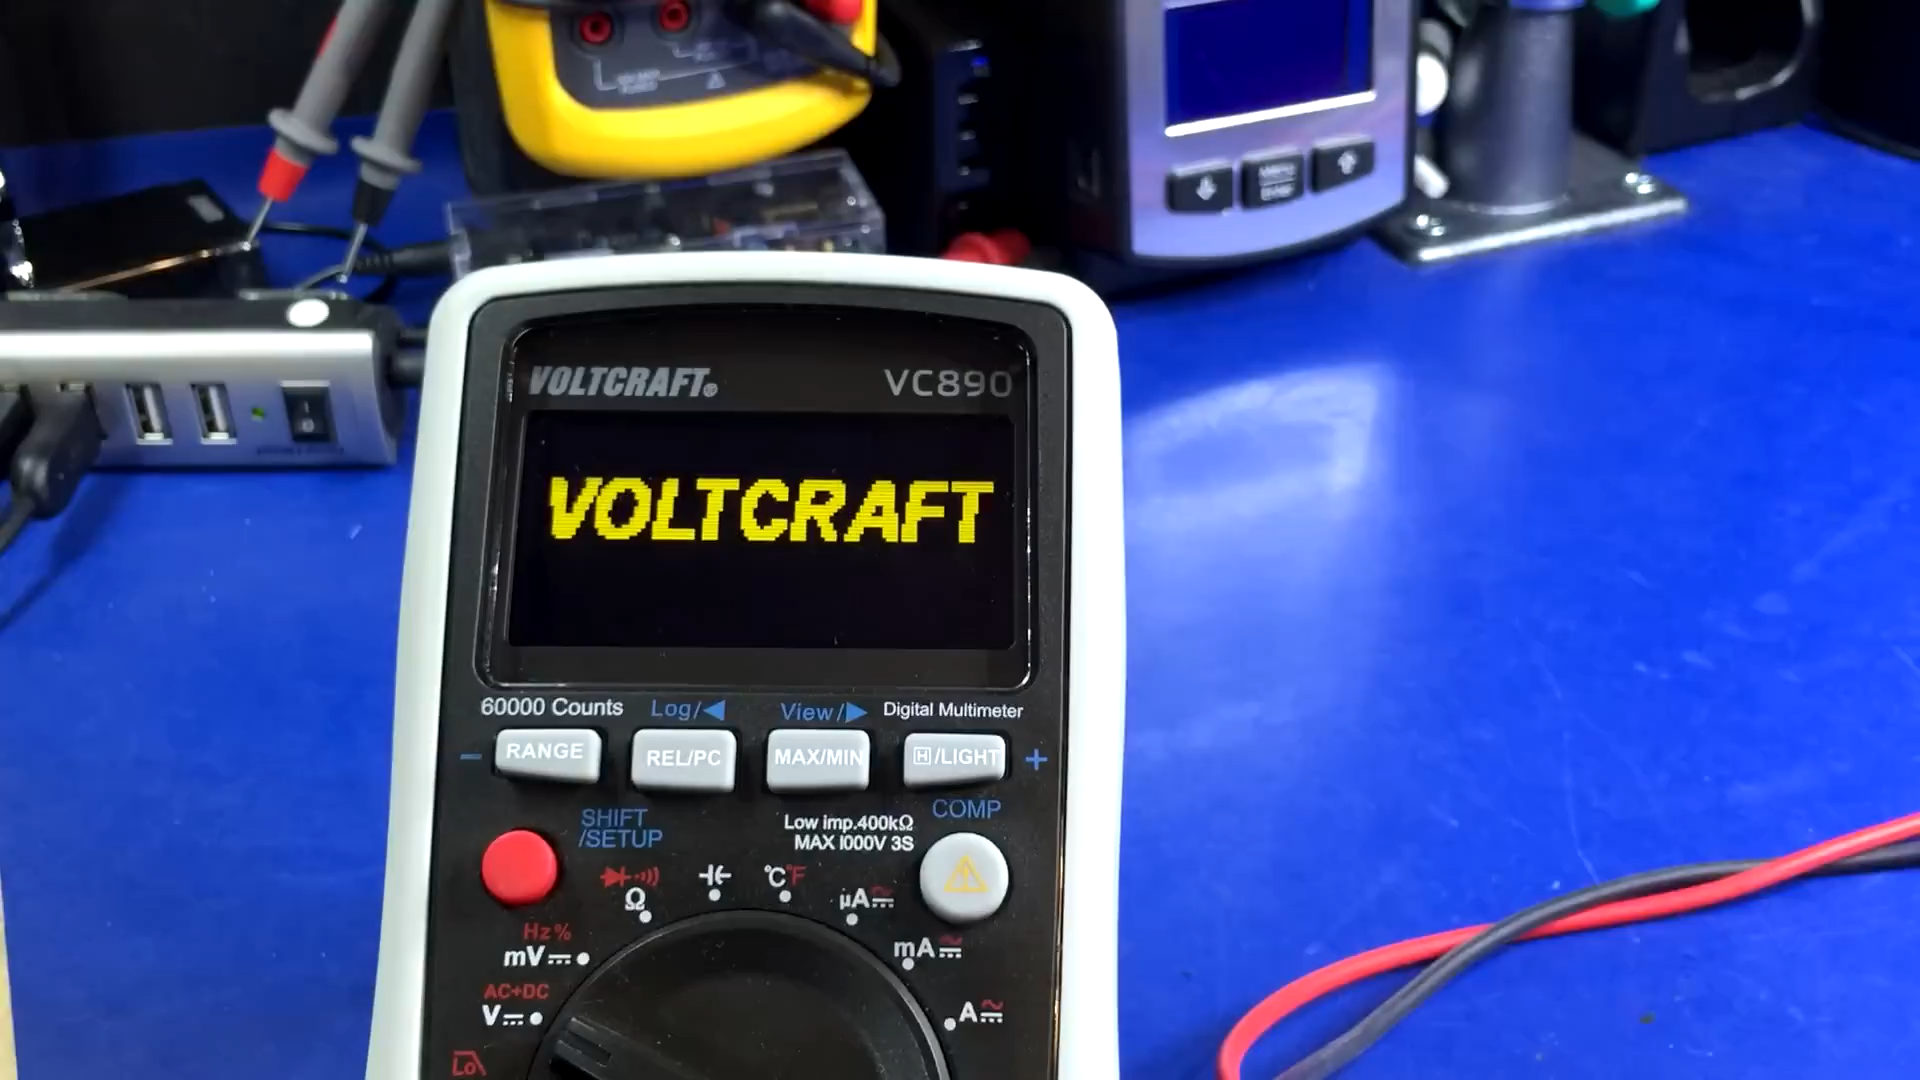 VOLTCRAFT®
VC890
VOLTCRAFT
60000 Counts
Log/◀
View/▶
Digital Multimeter
− RANGE
REL/PC
MAX/MIN
H/LIGHT +
SHIFT
/SETUP
Low imp.400kΩ
MAX 1000V 3S
COMP
Ω
℃°F
µA
Hz%
mV
mA
AC+DC
V
A
Lo